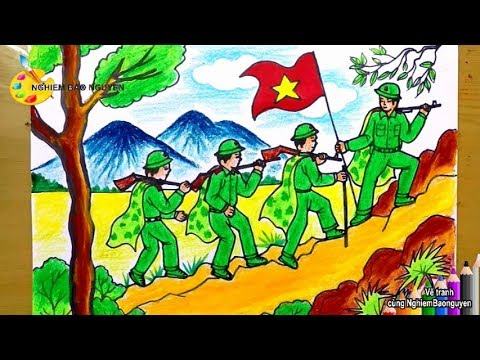 NGHIEM BAO NGUYEN
Vẽ tranh
cùng NghiemBaonguyen